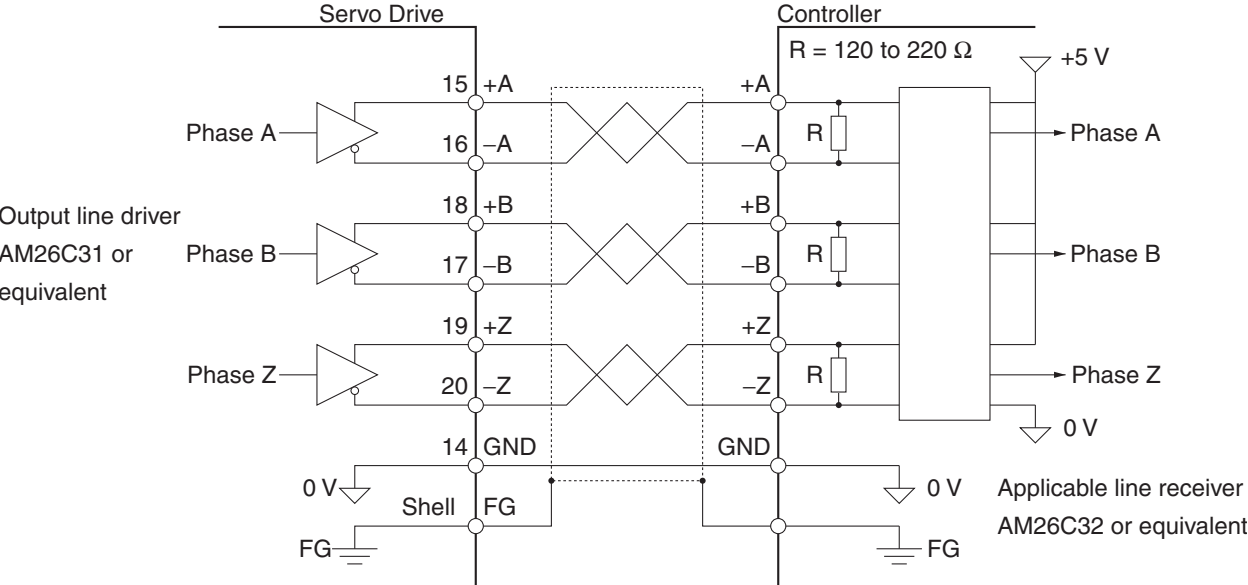 Servo Drive
Controller
R = 120 to 220 Ω
+5 V
15 +A
+A
Phase A
R
Phase A
16 –A
–A
Output line driver
AM26C31 or
equivalent
18 +B
+B
Phase B
R
Phase B
17 –B
–B
19 +Z
+Z
Phase Z
R
Phase Z
20 –Z
–Z
0 V
14 GND
GND
0 V
0 V
Shell FG
FG
FG
Applicable line receiver
AM26C32 or equivalent